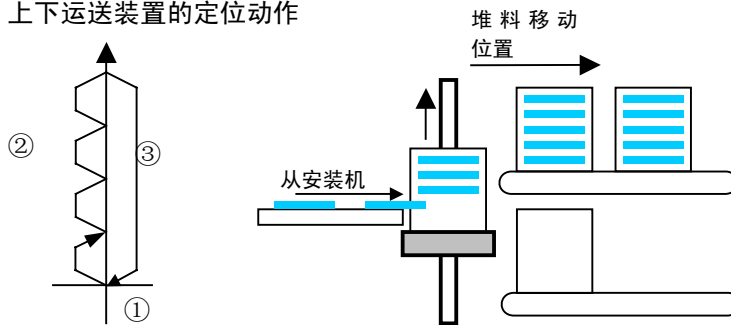 上下运送装置的定位动作
堆料移动
位置
②
③
从安装机
①